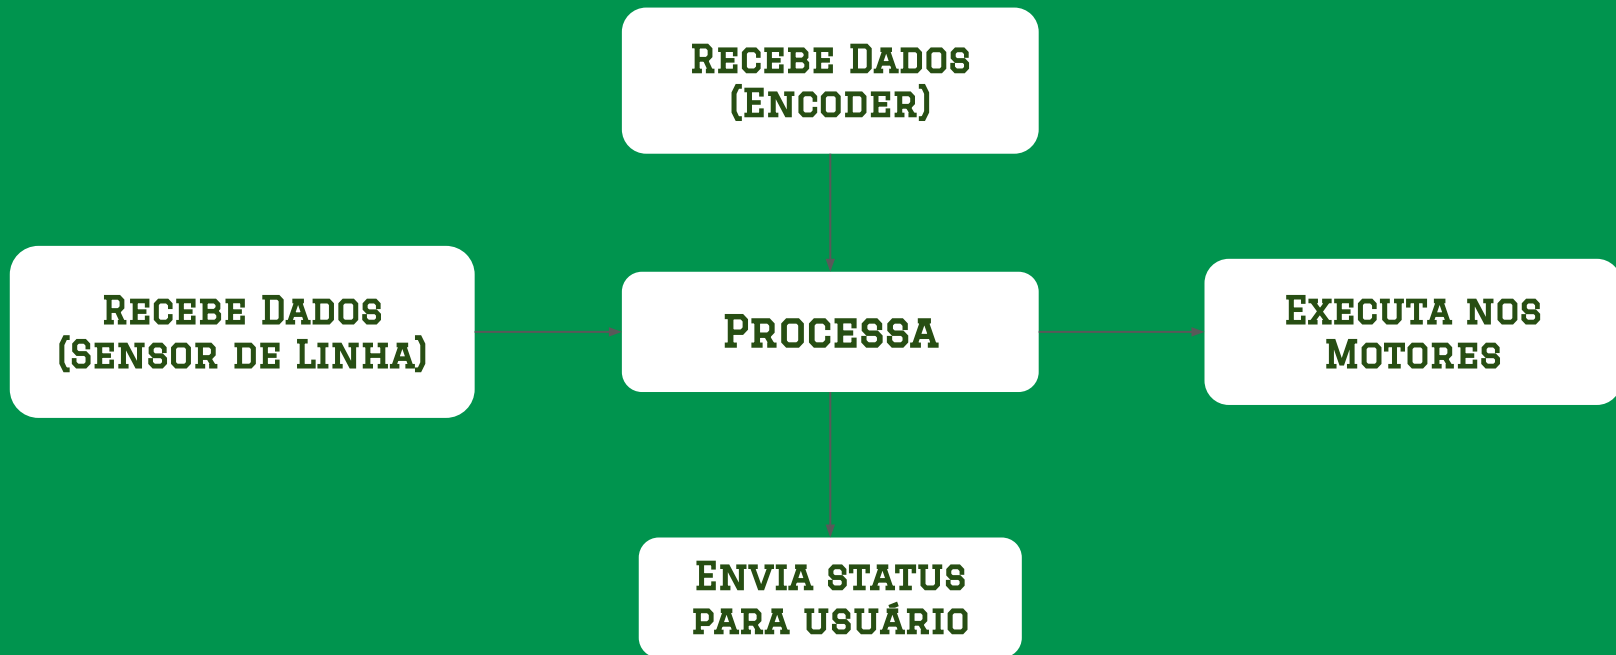 Recebe Dados
(Encoder)
Recebe Dados
(Sensor de Linha)
Processa
Executa nos
Motores
Envia status
para usuário